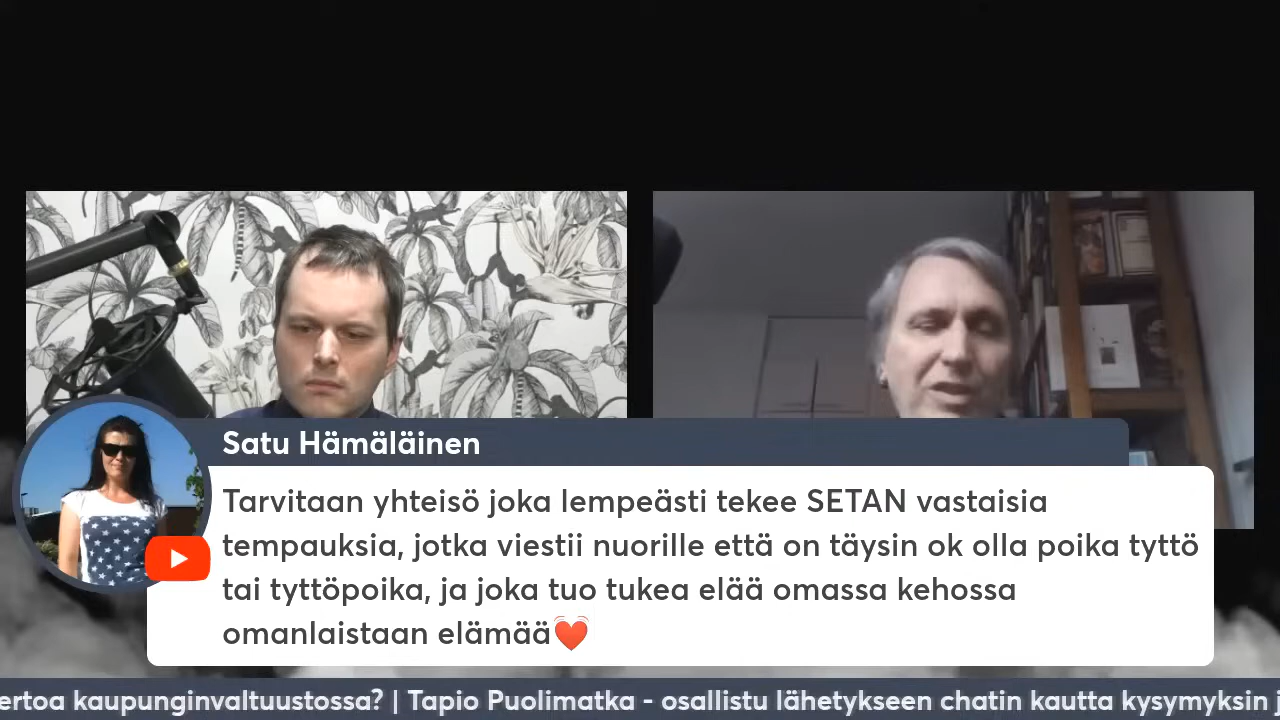 Satu Hämäläinen
Tarvitaan yhteisö joka lempeästi tekee SETAN vastaisia
tempauksia, jotka viestii nuorille että on täysin ok olla poika tyttö
tai tyttöpoika, ja joka tuo tukea elää omassa kehossa
omanlaistaan elämää❤️
ertoa kaupunginvaltuustossa? | Tapio Puolimatka - osallistu lähetykseen chatin kautta kysymyksin j